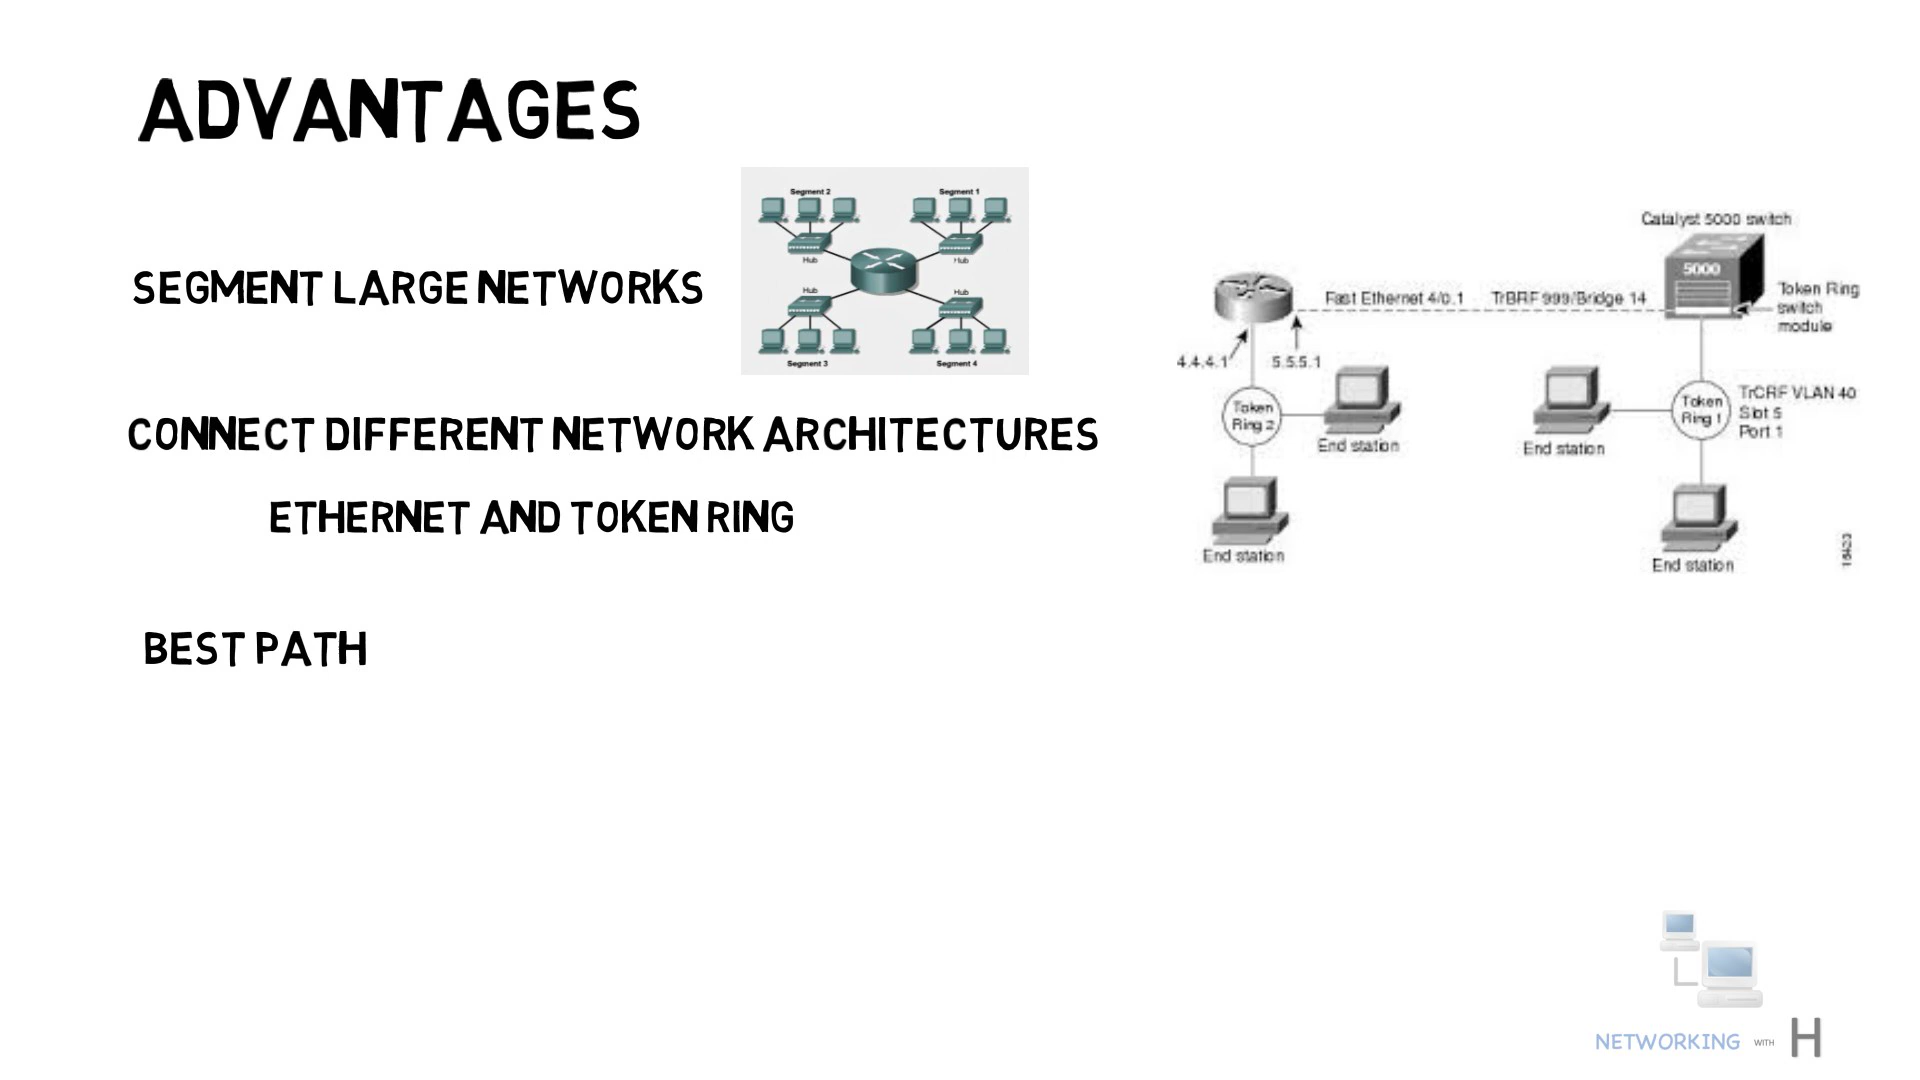 ADVANTAGES
SEGMENT LARGE NETWORKS
Segment 2
Segment 1
Hub
Hub
Hub
Hub
Segment 3
Segment 4
CONNECT DIFFERENT NETWORK ARCHITECTURES
ETHERNET AND TOKEN RING
BEST PATH
Catalyst 5000 switch
5000
Token Ring
switch
module
Fast Ethernet 4/0.1
TrBRF 999/Bridge 14
4.4.4.1
5.5.5.1
Token
Ring 2
End station
End station
Token
Ring 1
TrCRF VLAN 40
Slot 5
Port 1
End station
End station
NETWORKING WITH H